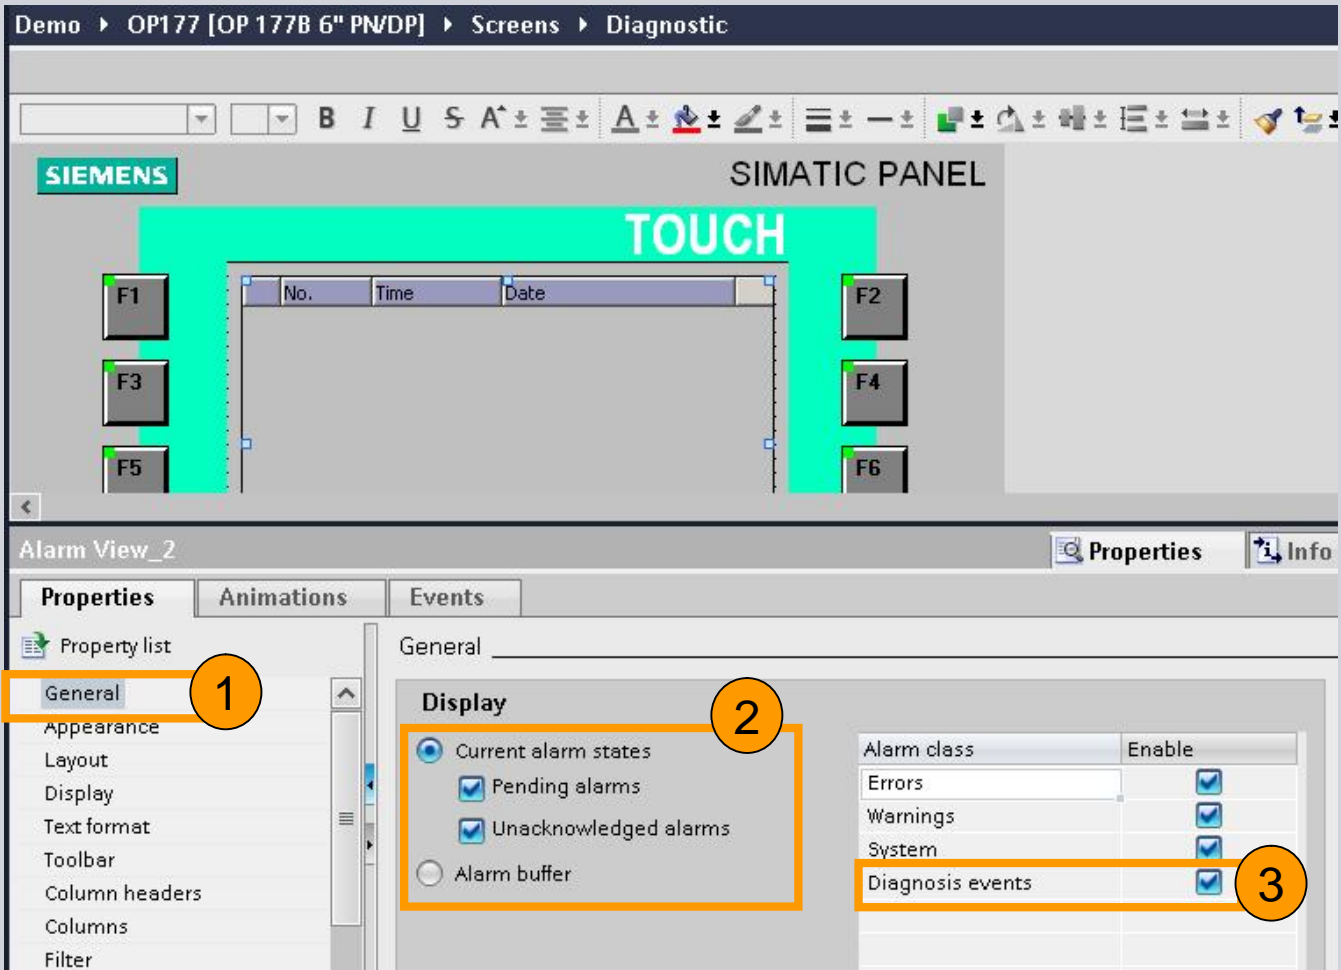 Demo ▸ OP177 [OP 177B 6" PN/DP] ▸ Screens ▸ Diagnostic
B I U S A A
SIEMENS SIMATIC PANEL
TOUCH
No. Time Date
F1 F2
F3 F4
F5 F6
Alarm View_2 Properties Info
Properties Animations Events
Property list General
General 1
Display 2
Appearance
Current alarm states Alarm class Enable
Layout
Pending alarms Errors
Display
Unacknowledged alarms Warnings
Text format
System
Toolbar
Alarm buffer Diagnosis events 3
Column headers
Columns
Filter